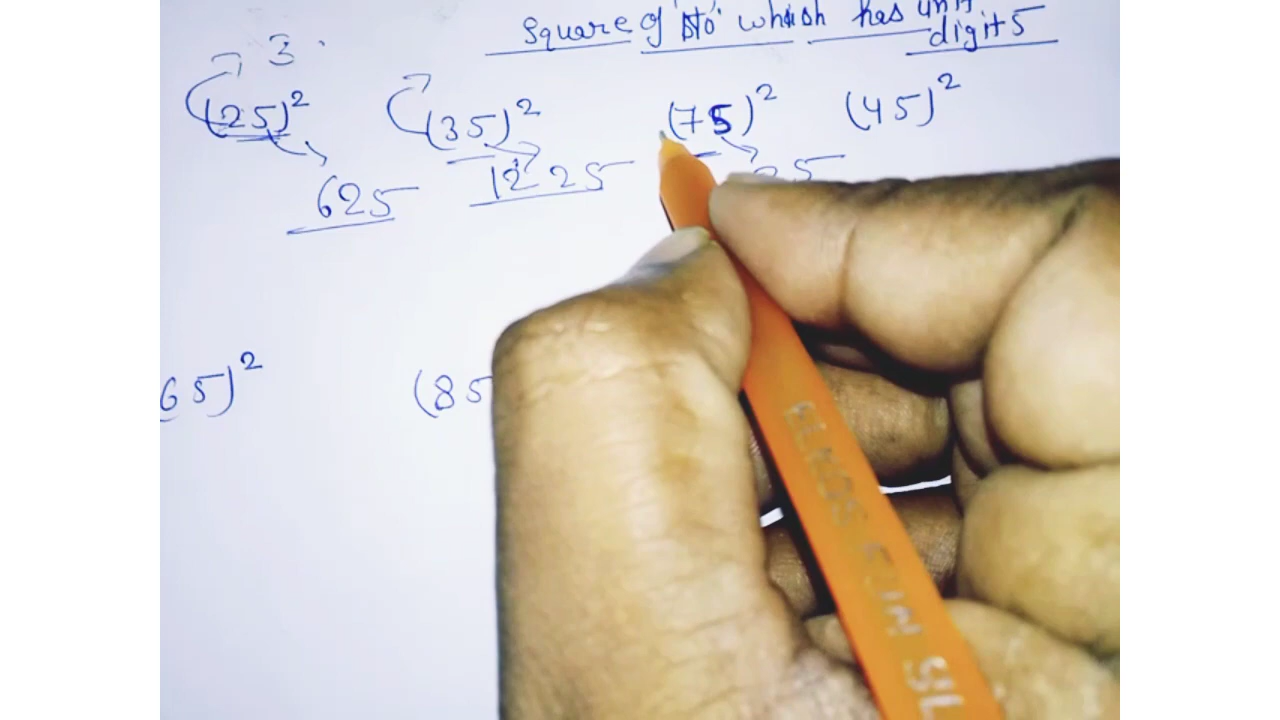 Square of No which has unit
digit 5
3
(25)² (35)² (75)² (45)²
625 1225 25
65)² (85